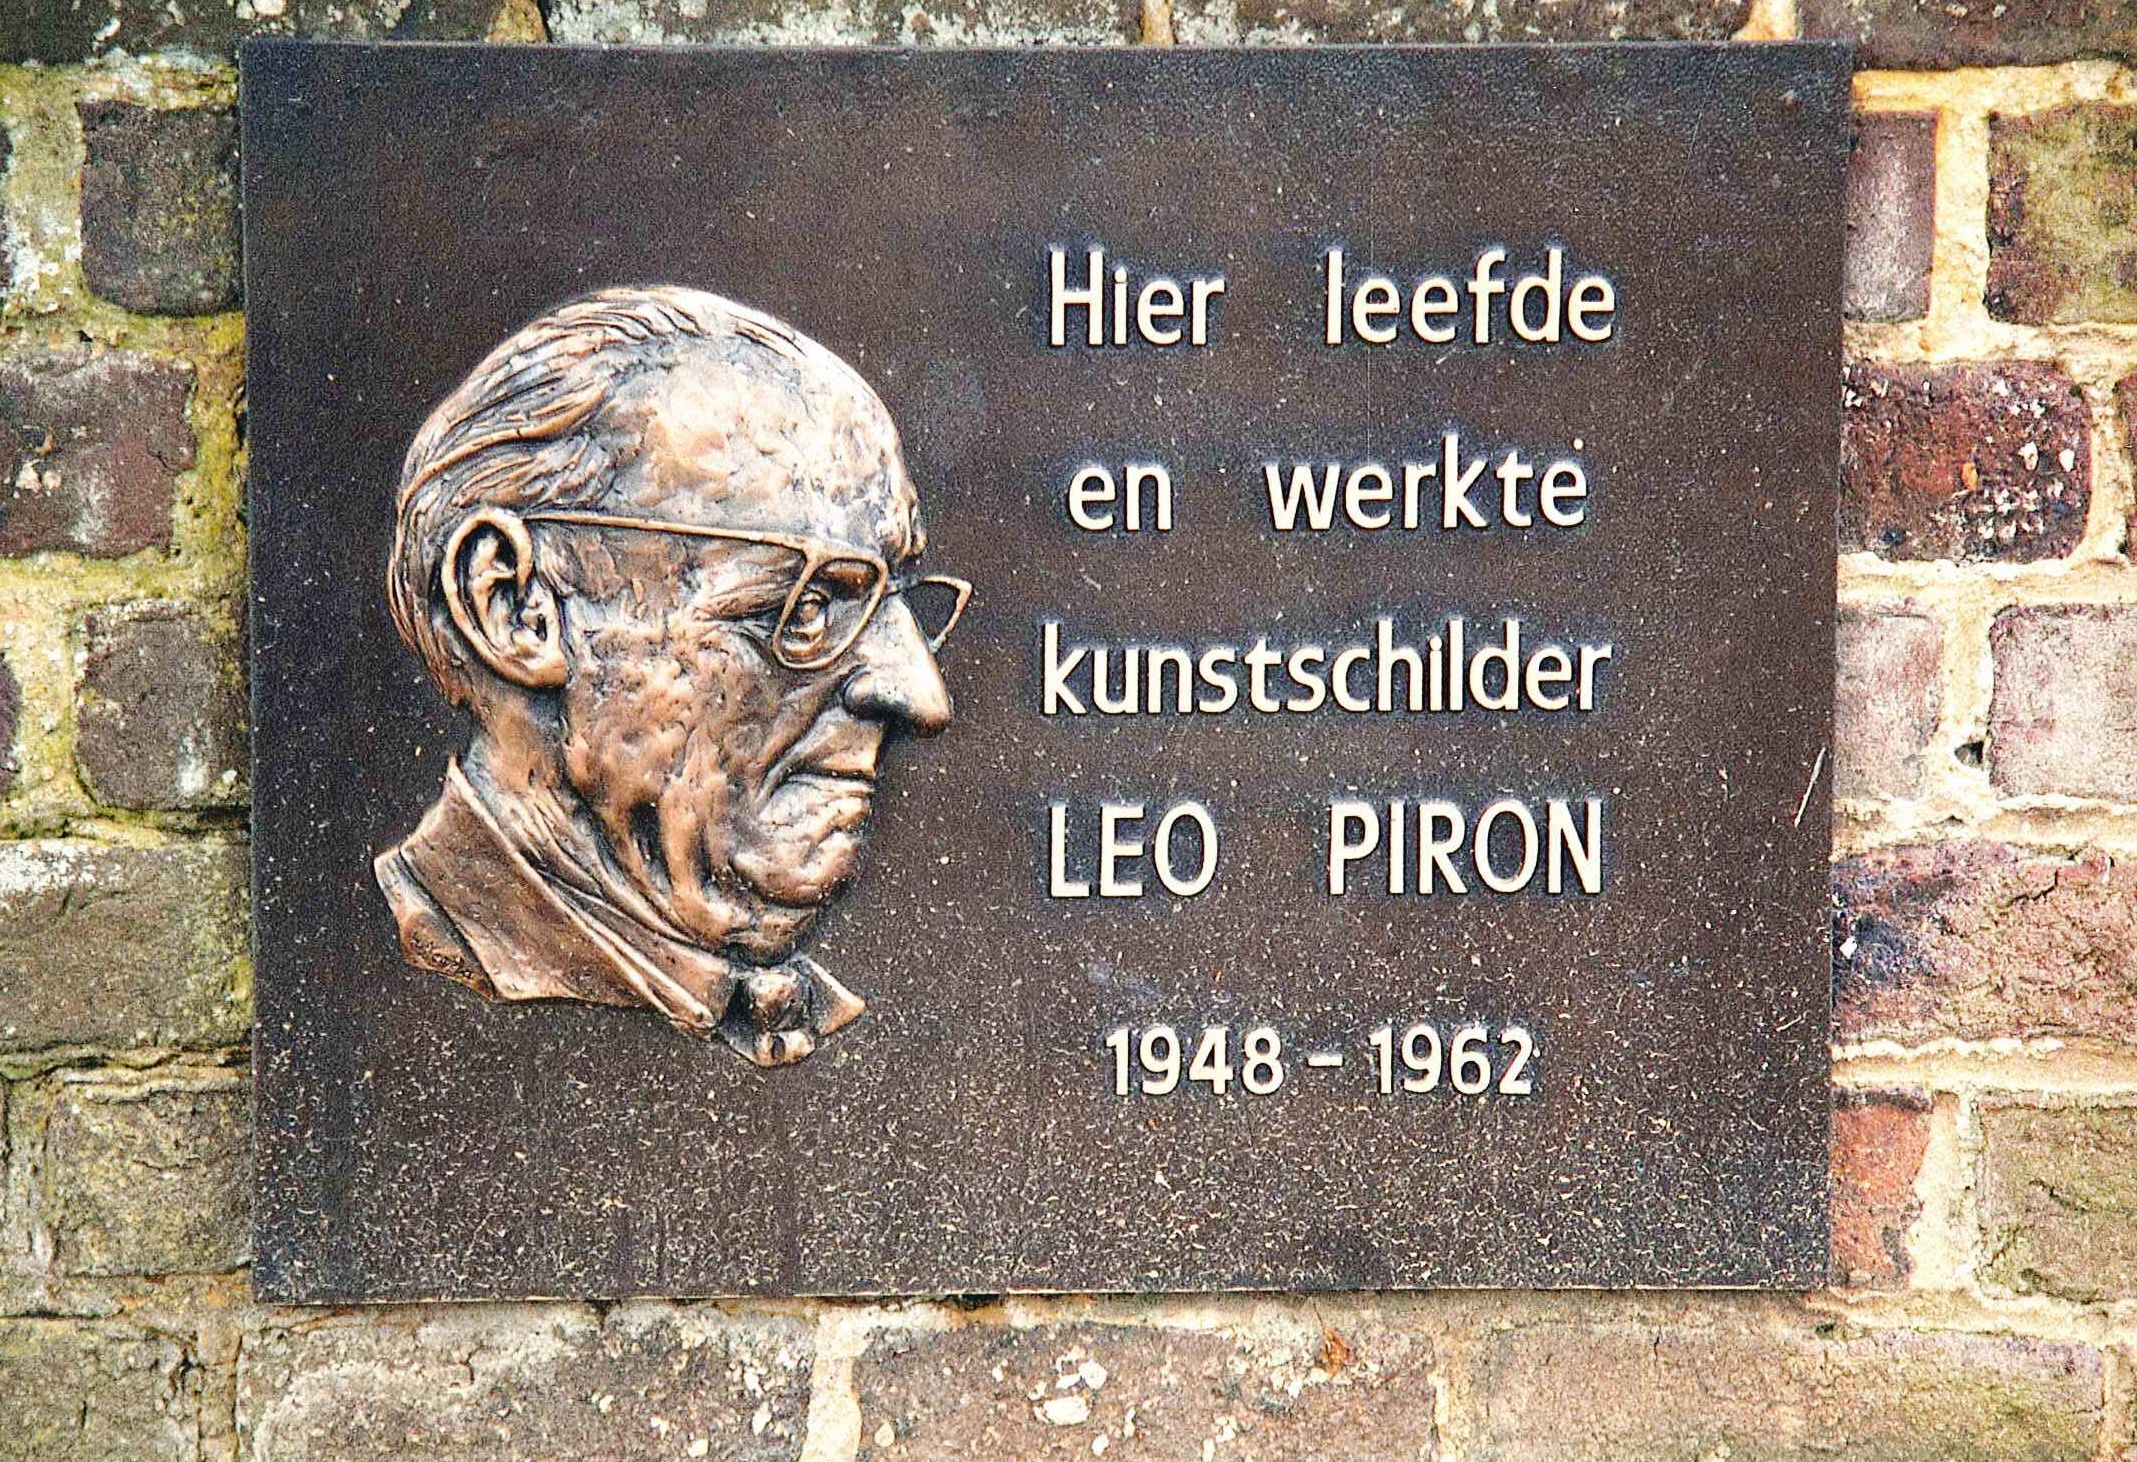 Hier leefde
en werkte
kunstschilder
LEO PIRON
1948 - 1962